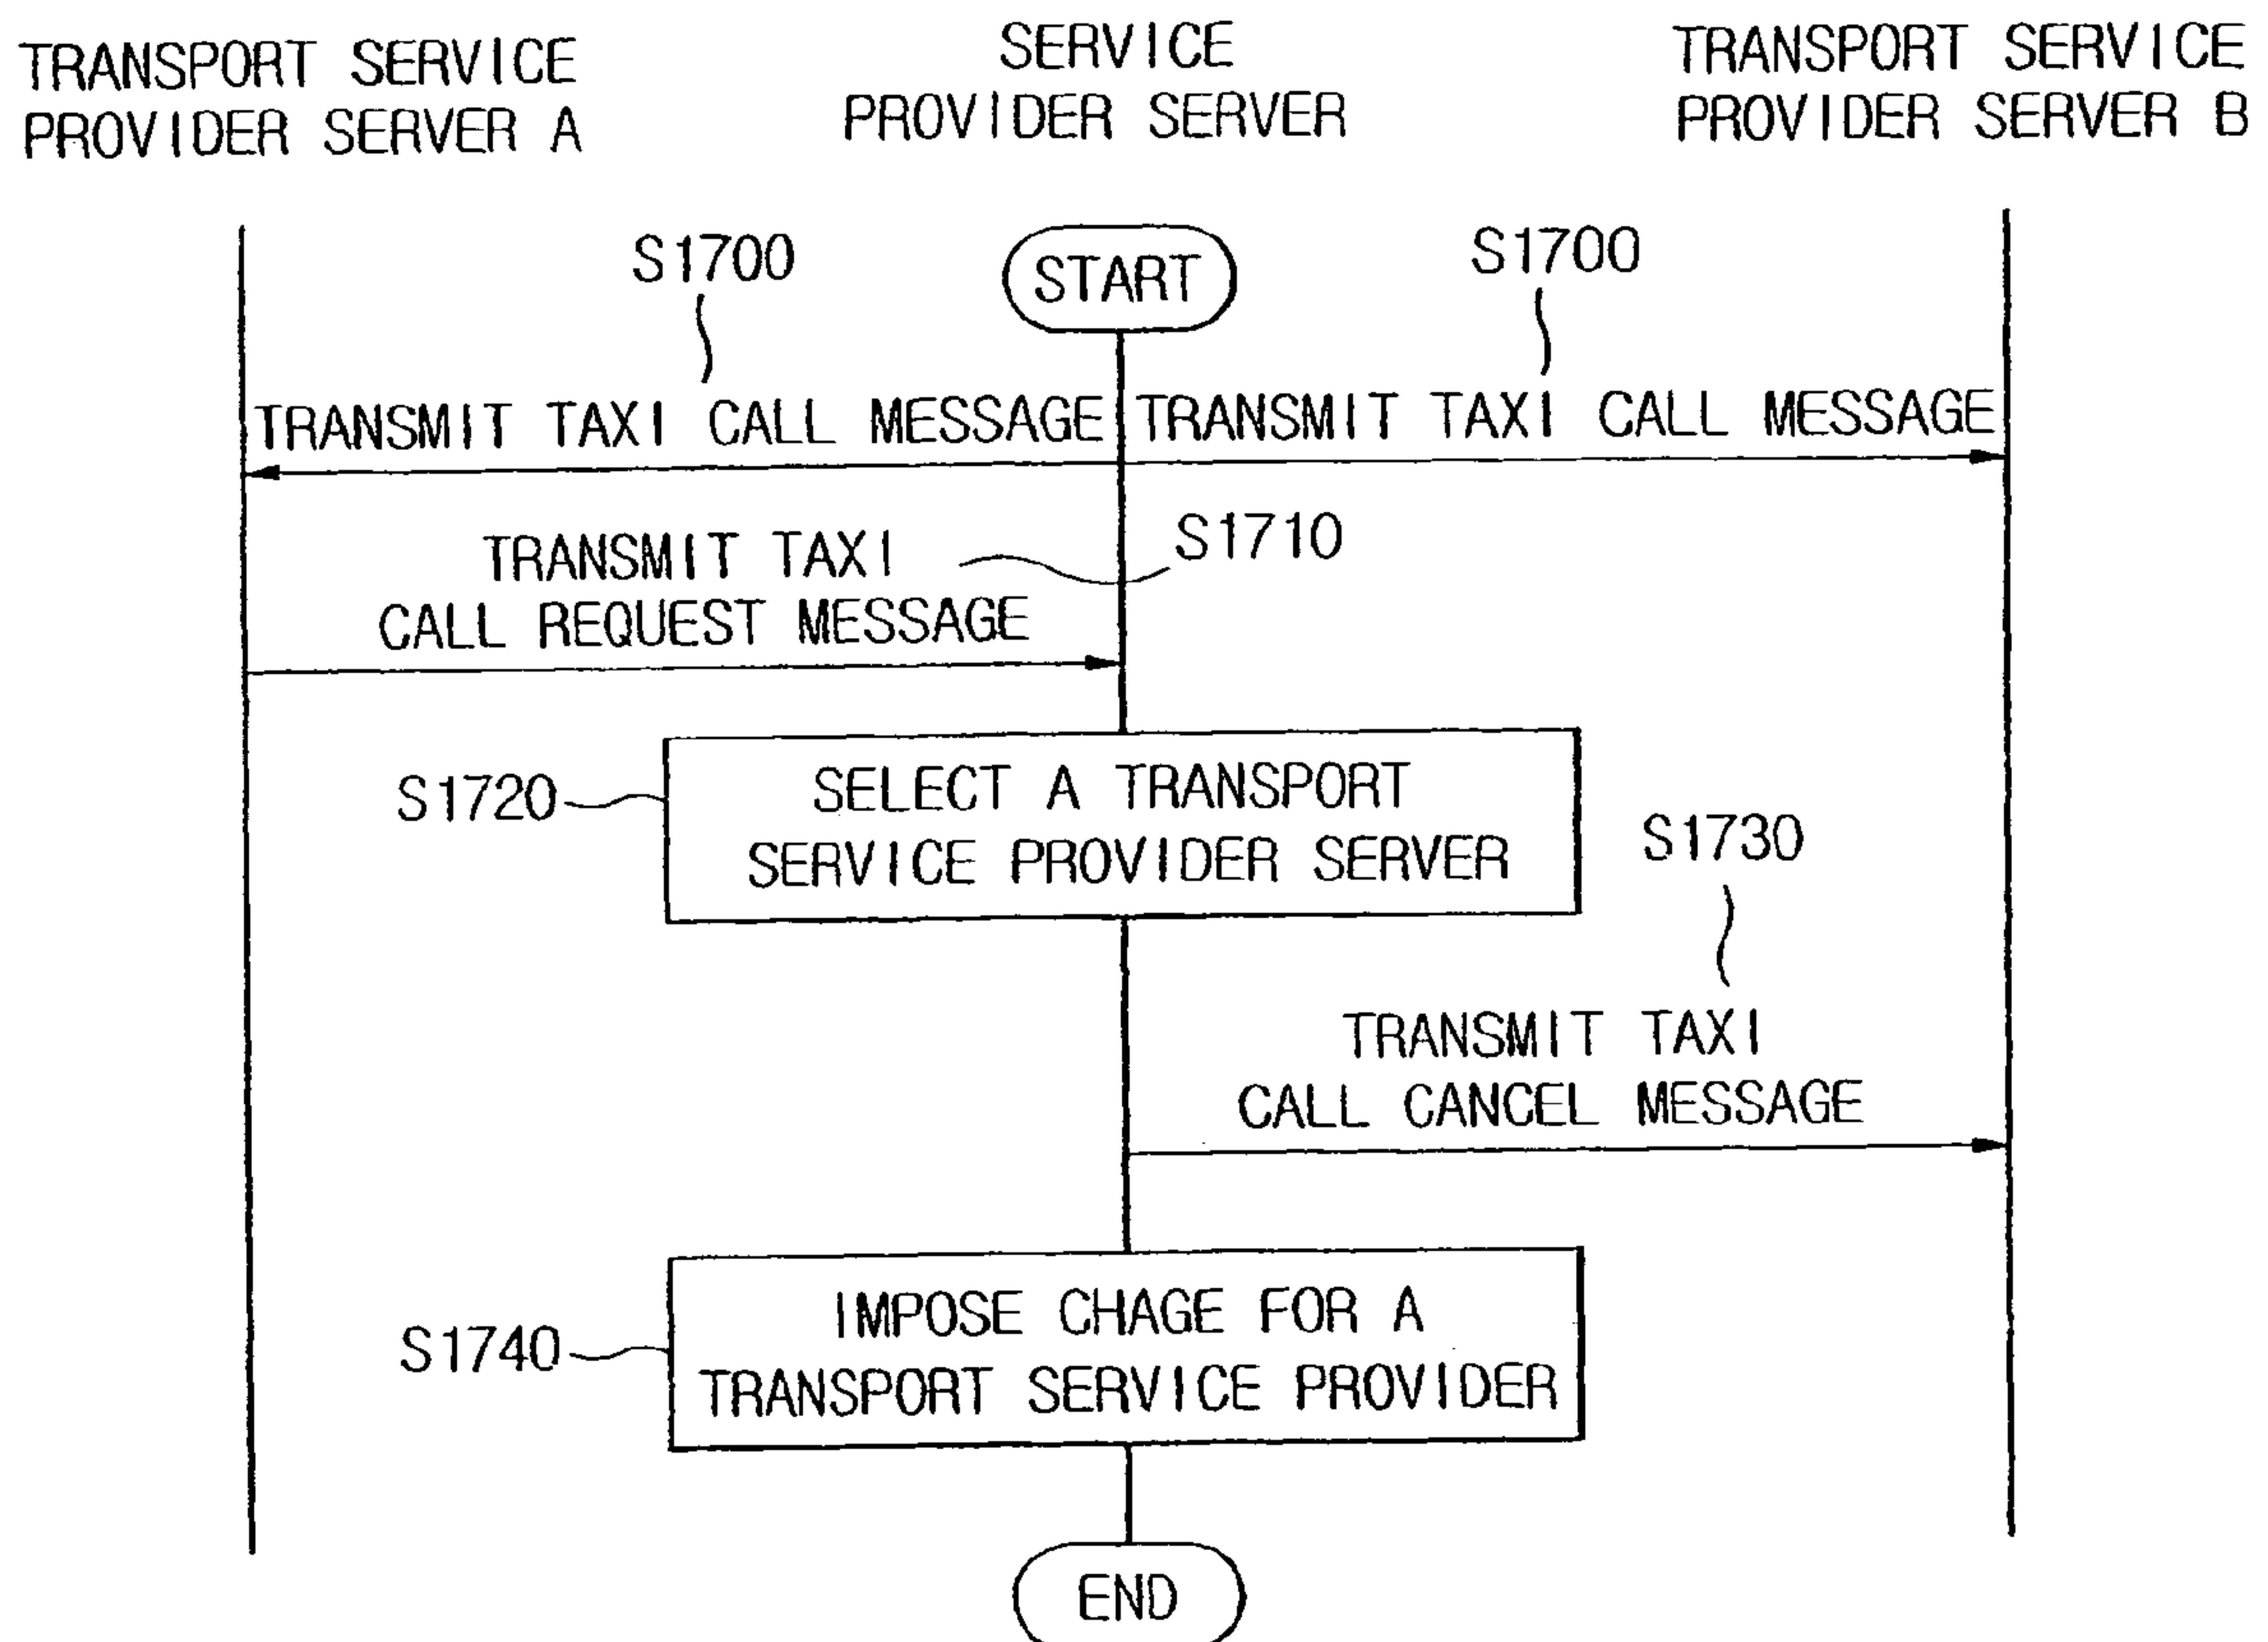 TRANSPORT SERVICE
PROVIDER SERVER A
SERVICE
PROVIDER SERVER
TRANSPORT SERVICE
PROVIDER SERVER B
S1700
START
S1700
TRANSMIT TAXI CALL MESSAGE
TRANSMIT TAXI CALL MESSAGE
TRANSMIT TAXI
CALL REQUEST MESSAGE
S1710
S1720
SELECT A TRANSPORT
SERVICE PROVIDER SERVER
S1730
TRANSMIT TAXI
CALL CANCEL MESSAGE
S1740
IMPOSE CHAGE FOR A
TRANSPORT SERVICE PROVIDER
END